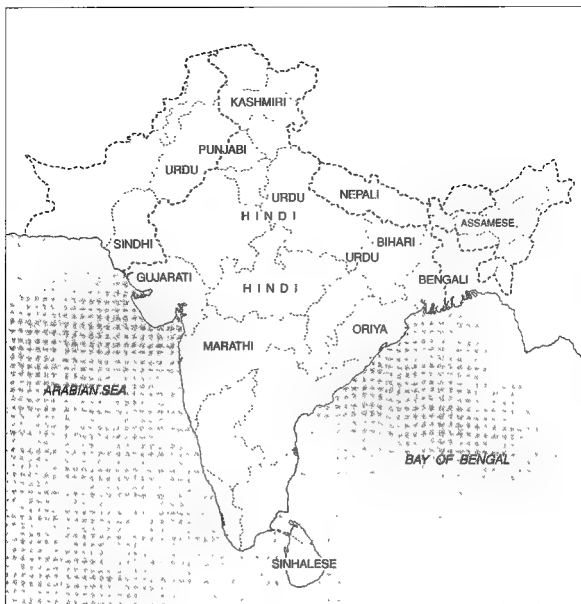 KASHMIRI
PUNJABI
URDU
URDU
NEPALI
HINDI
ASSAMESE
BIHARI
SINDHI
URDU
GUJARATI
HINDI
BENGALI
ORIYA
MARATHI
ARABIAN SEA
BAY OF BENGAL
SINHALESE